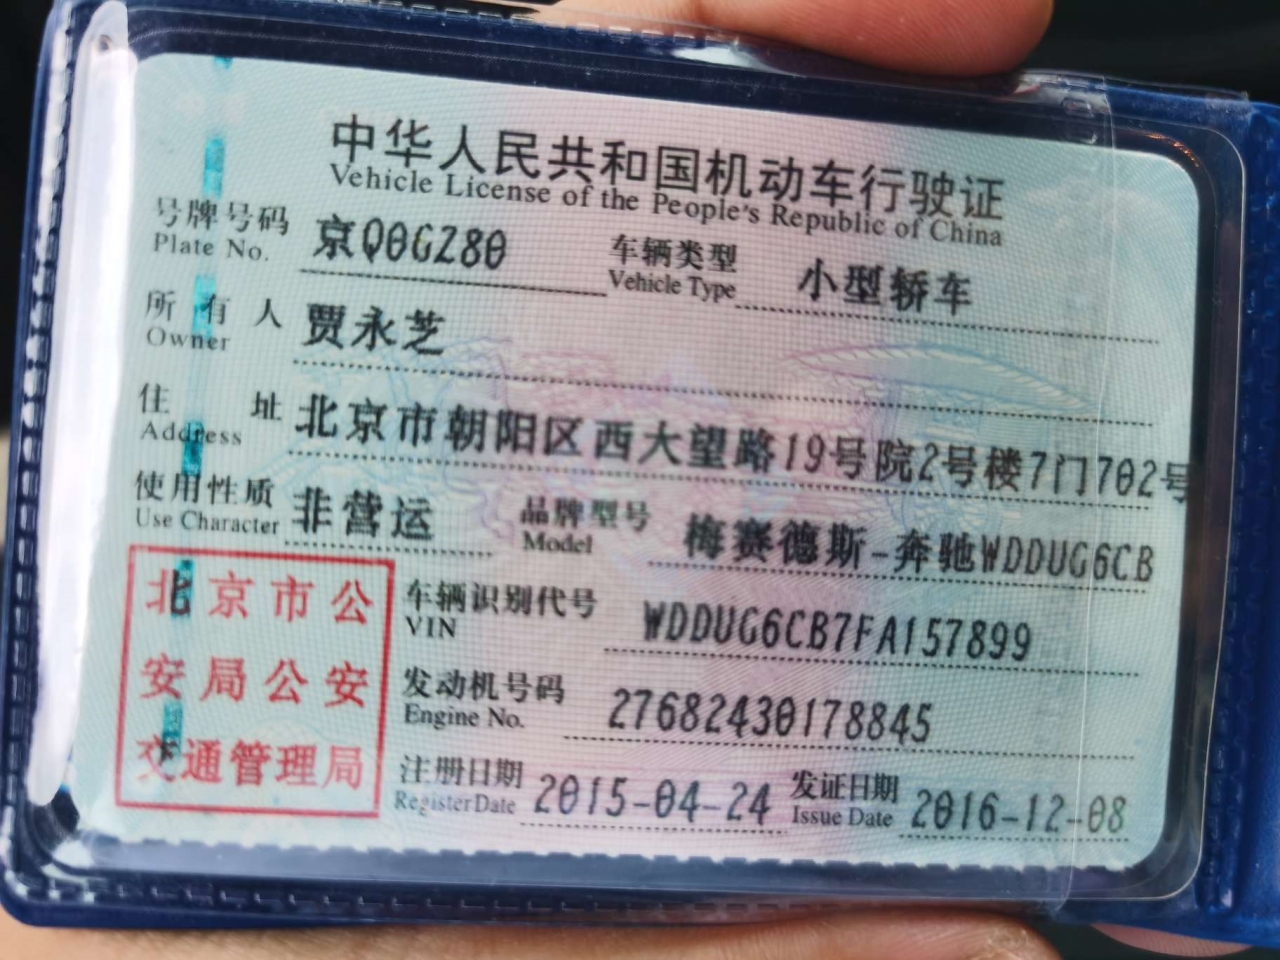 中华人民共和国机动车行驶证
Vehicle License of the People's Republic of China
号牌号码 京Q0GZ80 车辆类型 小型轿车
Plate No. Vehicle Type
所有人 贾永芝
Owner
住址 北京市朝阳区西大望路19号院2号楼7门702号
Address
使用性质 非营运 品牌型号 梅赛德斯-奔驰WDDUG6CB
Use Character Model
北京市公
安局公安
交通管理局
车辆识别代号 WDDUG6CB7FA157899
VIN
发动机号码 27682430178845
Engine No.
注册日期 2015-04-24 发证日期 2016-12-08
Register Date Issue Date